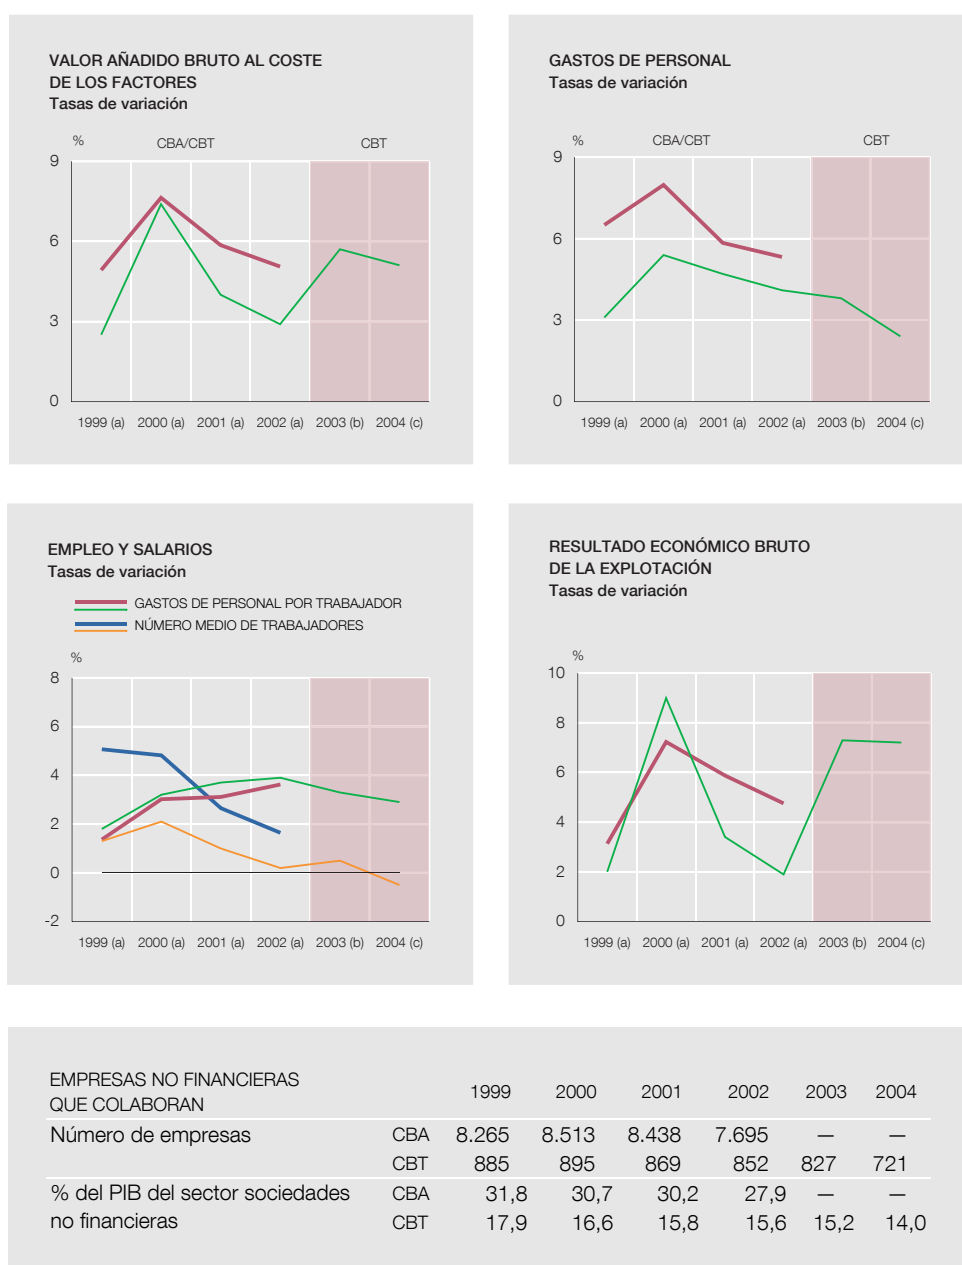 VALOR AÑADIDO BRUTO AL COSTE
DE LOS FACTORES
Tasas de variación
%
CBA/CBT
CBT
9
6
3
0
1999 (a) 2000 (a) 2001 (a) 2002 (a) 2003 (b) 2004 (c)
GASTOS DE PERSONAL
Tasas de variación
%
CBA/CBT
CBT
9
6
3
0
1999 (a) 2000 (a) 2001 (a) 2002 (a) 2003 (b) 2004 (c)
EMPLEO Y SALARIOS
Tasas de variación
GASTOS DE PERSONAL POR TRABAJADOR
NÚMERO MEDIO DE TRABAJADORES
%
8
6
4
2
0
-2
1999 (a) 2000 (a) 2001 (a) 2002 (a) 2003 (b) 2004 (c)
RESULTADO ECONÓMICO BRUTO
DE LA EXPLOTACIÓN
Tasas de variación
%
10
8
6
4
2
0
1999 (a) 2000 (a) 2001 (a) 2002 (a) 2003 (b) 2004 (c)
EMPRESAS NO FINANCIERAS
QUE COLABORAN
1999 2000 2001 2002 2003 2004
Número de empresas CBA 8.265 8.513 8.438 7.695 — —
CBT 885 895 869 852 827 721
% del PIB del sector sociedades CBA 31,8 30,7 30,2 27,9 — —
no financieras CBT 17,9 16,6 15,8 15,6 15,2 14,0